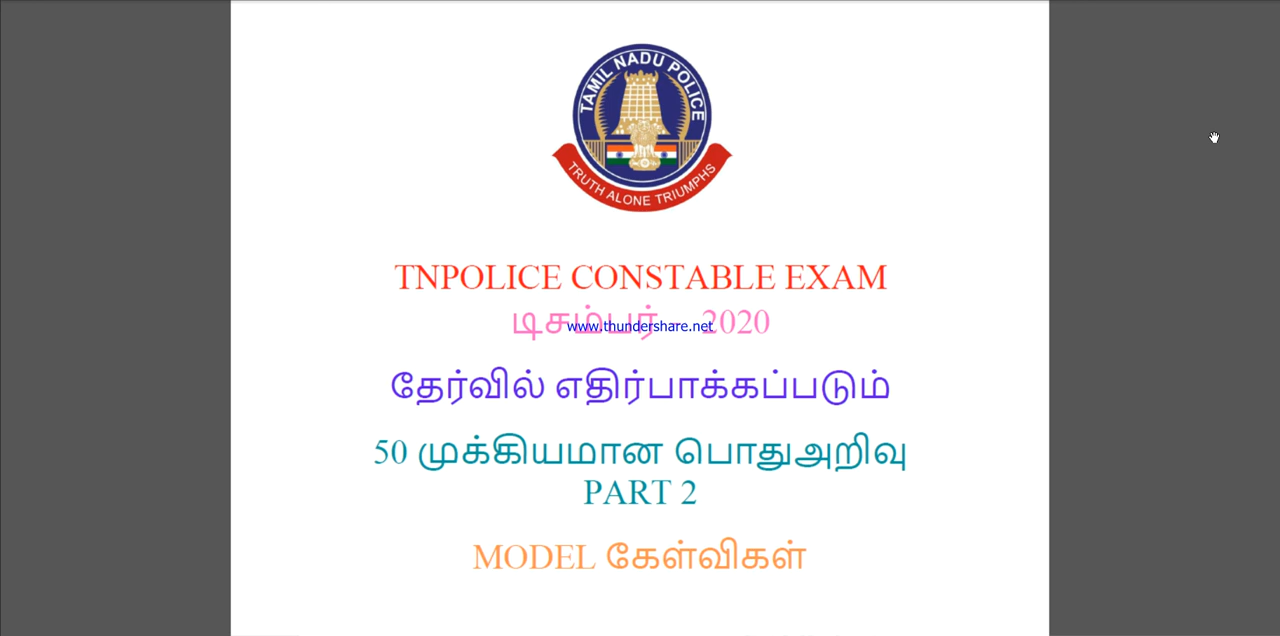 TAMIL NADU POLICE
TRUTH ALONE TRIUMPHS
TNPOLICE CONSTABLE EXAM
டிசம்பர் 2020
www.thundershare.net
தேர்வில் எதிர்பாக்கப்படும்
50 முக்கியமான பொதுஅறிவு
PART 2
MODEL கேள்விகள்